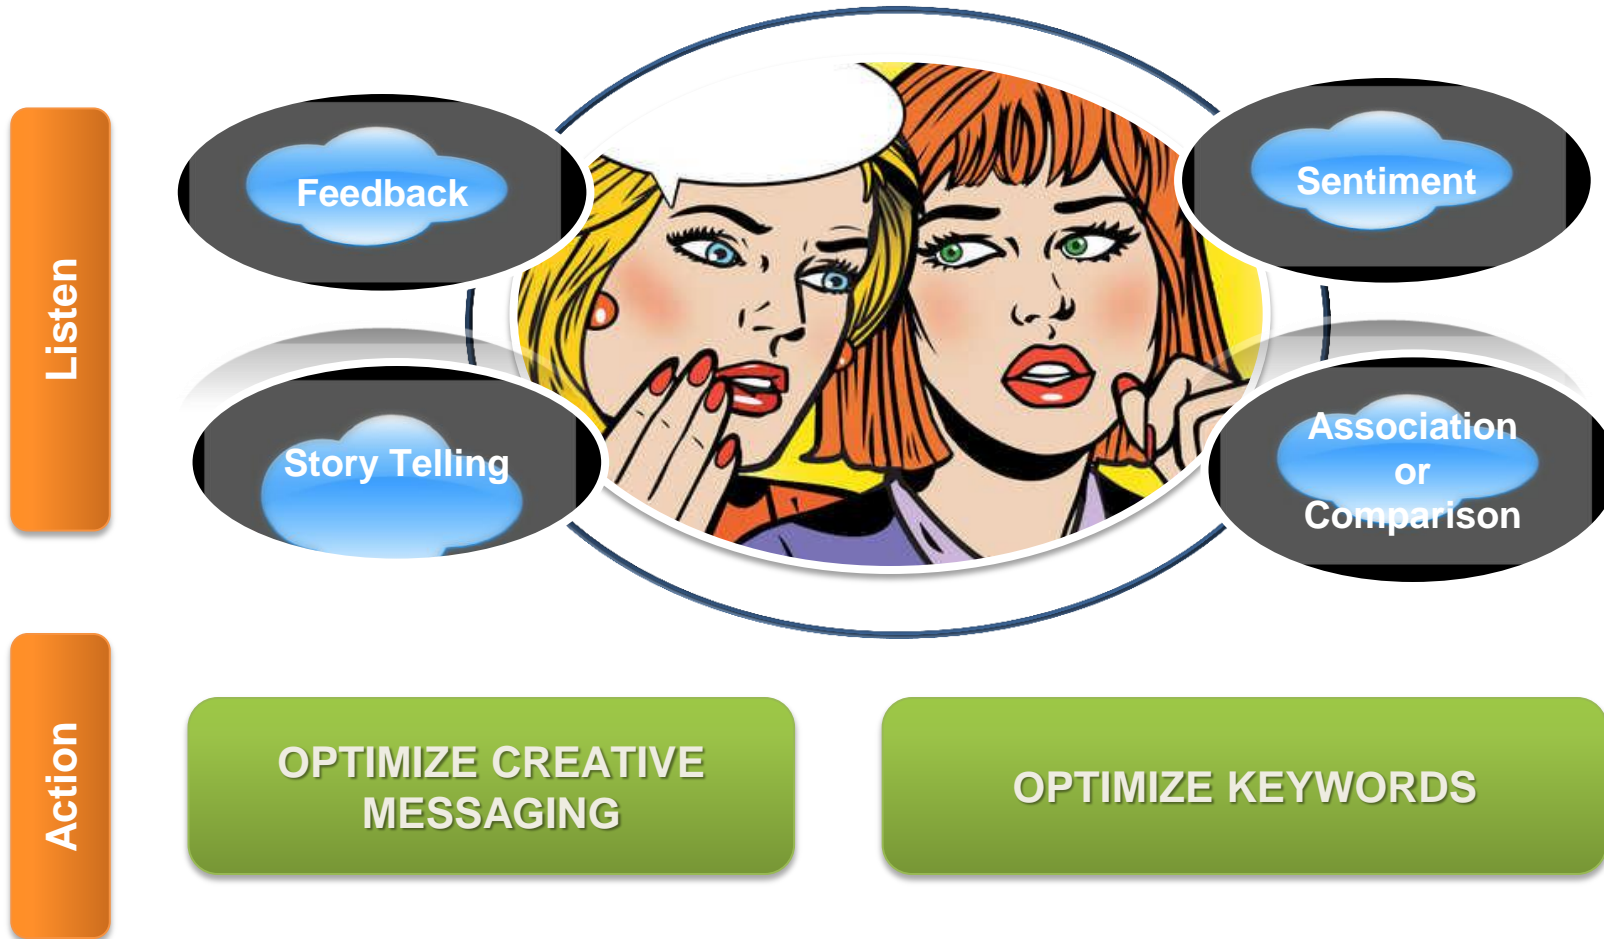 Listen
Feedback
Sentiment
Story Telling
Association
or
Comparison
Action
OPTIMIZE CREATIVE
MESSAGING
OPTIMIZE KEYWORDS